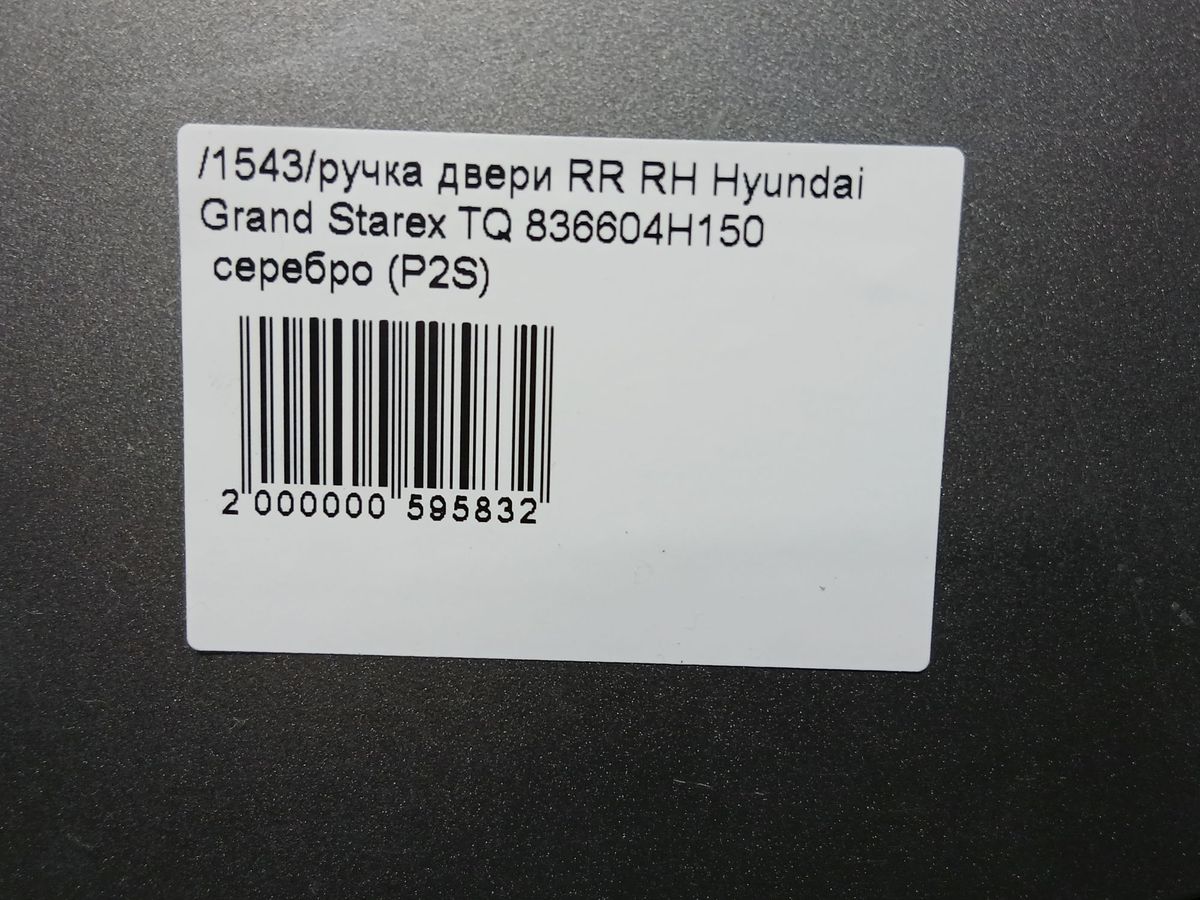 /1543/ручка двери RR RH Hyundai
Grand Starex TQ 836604H150
серебро (P2S)
2 000000 595832